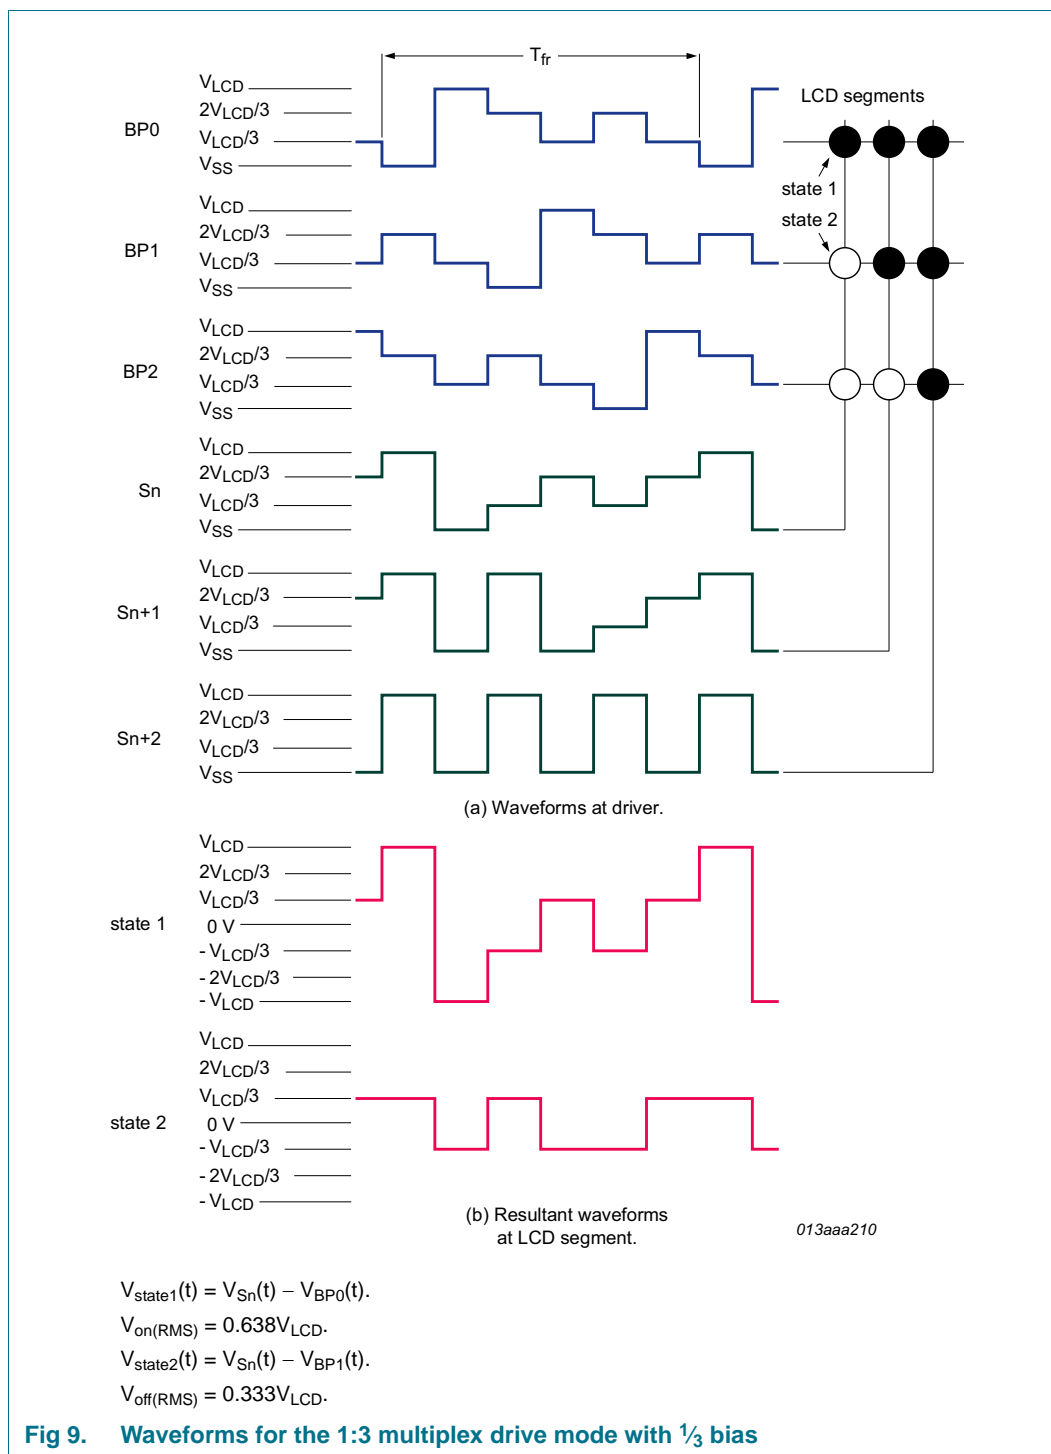 Tfr
VLCD
2VLCD/3
BP0
VLCD/3
VSS
LCD segments
state 1
VLCD
2VLCD/3
BP1
VLCD/3
VSS
state 2
VLCD
2VLCD/3
BP2
VLCD/3
VSS
VLCD
2VLCD/3
Sn
VLCD/3
VSS
VLCD
2VLCD/3
Sn+1
VLCD/3
VSS
VLCD
2VLCD/3
Sn+2
VLCD/3
VSS
(a) Waveforms at driver.
VLCD
2VLCD/3
VLCD/3
state 1
0 V
- VLCD/3
- 2VLCD/3
- VLCD
VLCD
2VLCD/3
VLCD/3
state 2
0 V
- VLCD/3
- 2VLCD/3
- VLCD
(b) Resultant waveforms
at LCD segment.
013aaa210
Vstate1(t) = VSn(t) − VBP0(t).
Von(RMS) = 0.638VLCD.
Vstate2(t) = VSn(t) − VBP1(t).
Voff(RMS) = 0.333VLCD.
Fig 9. Waveforms for the 1:3 multiplex drive mode with 1⁄3 bias